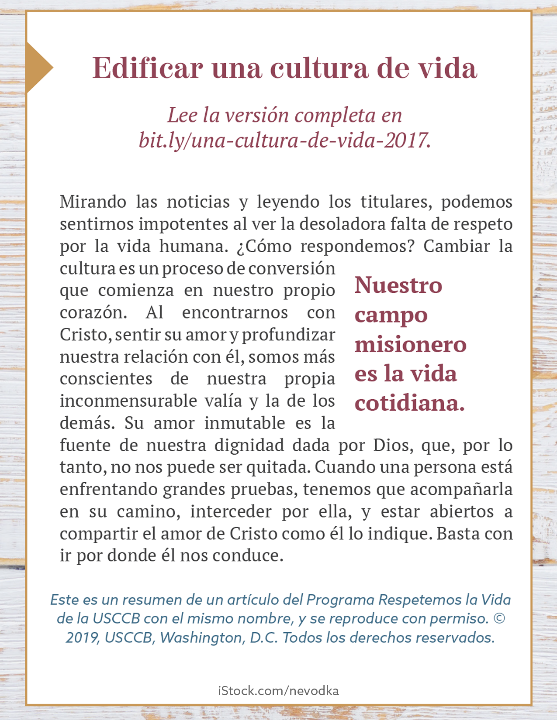 Edificar una cultura de vida
Lee la versión completa en
bit.ly/una-cultura-de-vida-2017.
Mirando las noticias y leyendo los titulares, podemos
sentirnos impotentes al ver la desoladora falta de respeto
por la vida humana. ¿Cómo respondemos? Cambiar la
cultura es un proceso de conversión
que comienza en nuestro propio
corazón. Al encontrarnos con
Cristo, sentir su amor y profundizar
nuestra relación con él, somos más
conscientes de nuestra propia
inconmensurable valía y la de los
demás. Su amor inmutable es la
fuente de nuestra dignidad dada por Dios, que, por lo
tanto, no nos puede ser quitada. Cuando una persona está
enfrentando grandes pruebas, tenemos que acompañarla
en su camino, interceder por ella, y estar abiertos a
compartir el amor de Cristo como él lo indique. Basta con
ir por donde él nos conduce.
Nuestro
campo
misionero
es la vida
cotidiana.
Este es un resumen de un artículo del Programa Respetemos la Vida
de la USCCB con el mismo nombre, y se reproduce con permiso. ©
2019, USCCB, Washington, D.C. Todos los derechos reservados.
iStock.com/nevodka